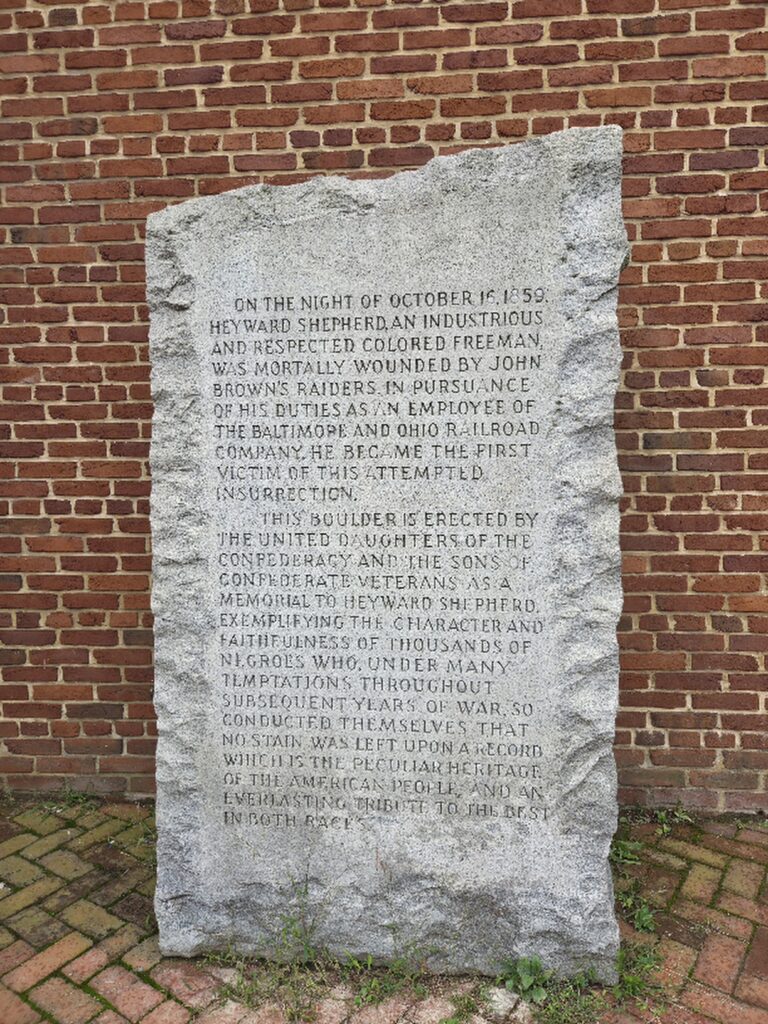 ON THE NIGHT OF OCTOBER 16, 1859,
HEYWARD SHEPHERD, AN INDUSTRIOUS
AND RESPECTED COLORED FREEMAN,
WAS MORTALLY WOUNDED BY JOHN
BROWN'S RAIDERS. IN PURSUANCE
OF HIS DUTIES AS AN EMPLOYEE OF
THE BALTIMORE AND OHIO RAILROAD
COMPANY, HE BECAME THE FIRST
VICTIM OF THIS ATTEMPTED
INSURRECTION.
THIS BOULDER IS ERECTED BY
THE UNITED DAUGHTERS OF THE
CONFEDERACY AND THE SONS OF
CONFEDERATE VETERANS AS A
MEMORIAL TO HEYWARD SHEPHERD,
EXEMPLIFYING THE CHARACTER AND
FAITHFULNESS OF THOUSANDS OF
NEGROES WHO, UNDER MANY
TEMPTATIONS THROUGHOUT
SUBSEQUENT YEARS OF WAR, SO
CONDUCTED THEMSELVES THAT
NO STAIN WAS LEFT UPON A RECORD
WHICH IS THE PECULIAR HERITAGE
OF THE AMERICAN PEOPLE, AND AN
EVERLASTING TRIBUTE TO THE BEST
IN BOTH RACES.